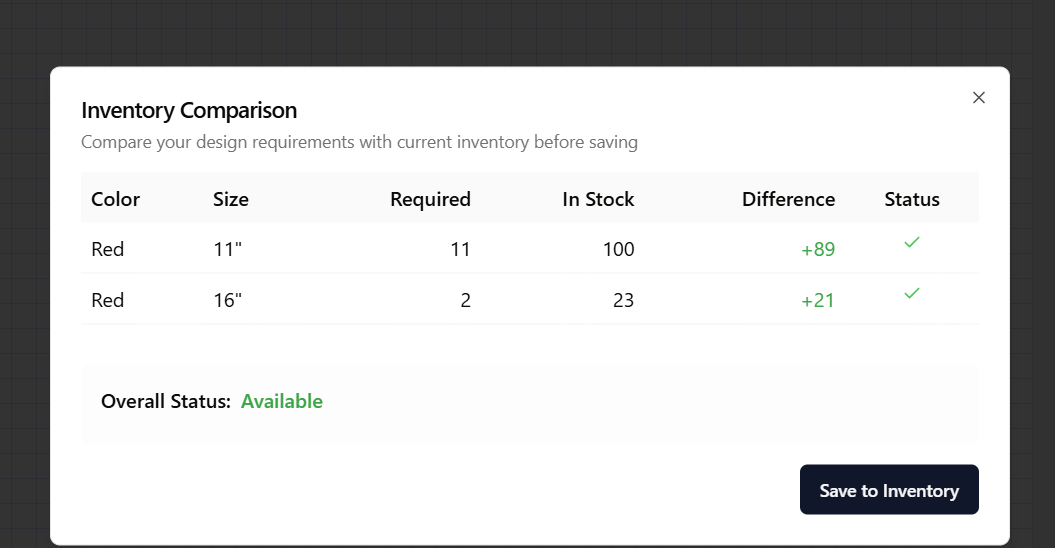 Inventory Comparison
Compare your design requirements with current inventory before saving
Color Size Required In Stock Difference Status
Red 11" 11 100 +89
Red 16" 2 23 +21
Overall Status: Available
Save to Inventory